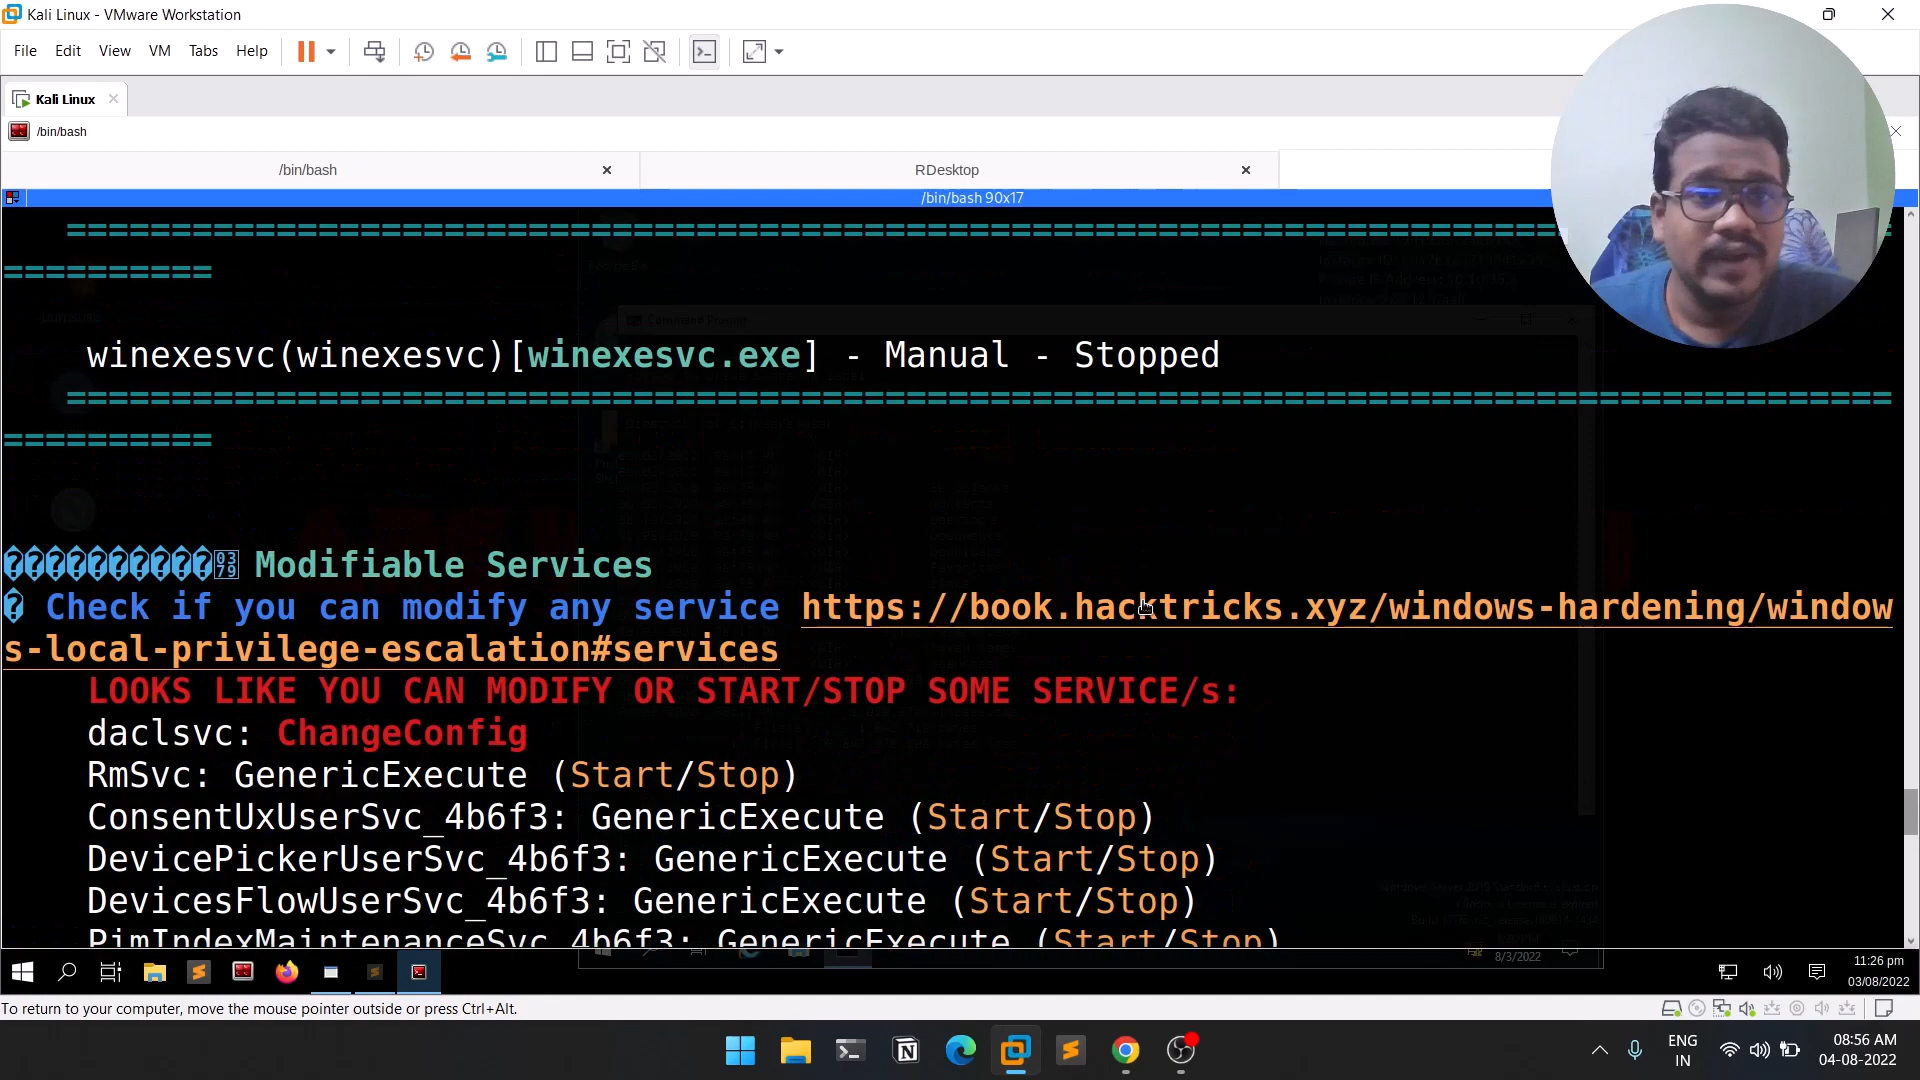 Kali Linux - VMware Workstation
File Edit View VM Tabs Help
Kali Linux
/bin/bash
/bin/bash RDesktop
/bin/bash 90x17
========================================================================
==========
winexesvc(winexesvc)[winexesvc.exe] - Manual - Stopped
=======================================================================================
==========
Modifiable Services
Check if you can modify any service https://book.hacktricks.xyz/windows-hardening/window
s-local-privilege-escalation#services
LOOKS LIKE YOU CAN MODIFY OR START/STOP SOME SERVICE/s:
daclsvc: ChangeConfig
RmSvc: GenericExecute (Start/Stop)
ConsentUxUserSvc_4b6f3: GenericExecute (Start/Stop)
DevicePickerUserSvc_4b6f3: GenericExecute (Start/Stop)
DevicesFlowUserSvc_4b6f3: GenericExecute (Start/Stop)
PimIndexMaintenanceSvc_4b6f3: GenericExecute (Start/Stop)
8/3/2022
11:26 pm
03/08/2022
To return to your computer, move the mouse pointer outside or press Ctrl+Alt.
ENG
IN
08:56 AM
04-08-2022